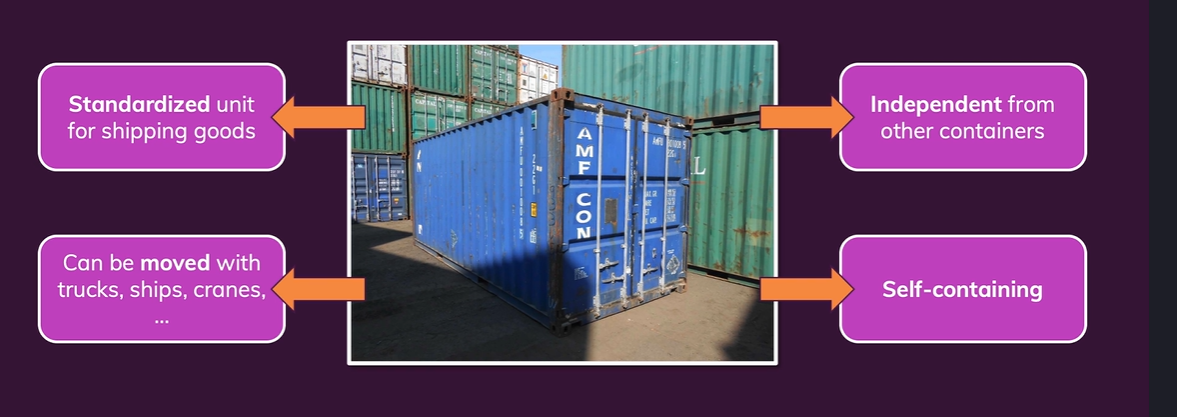 Standardized unit
for shipping goods
Independent from
other containers
Can be moved with
trucks, ships, cranes,
...
Self-containing
AMF CON